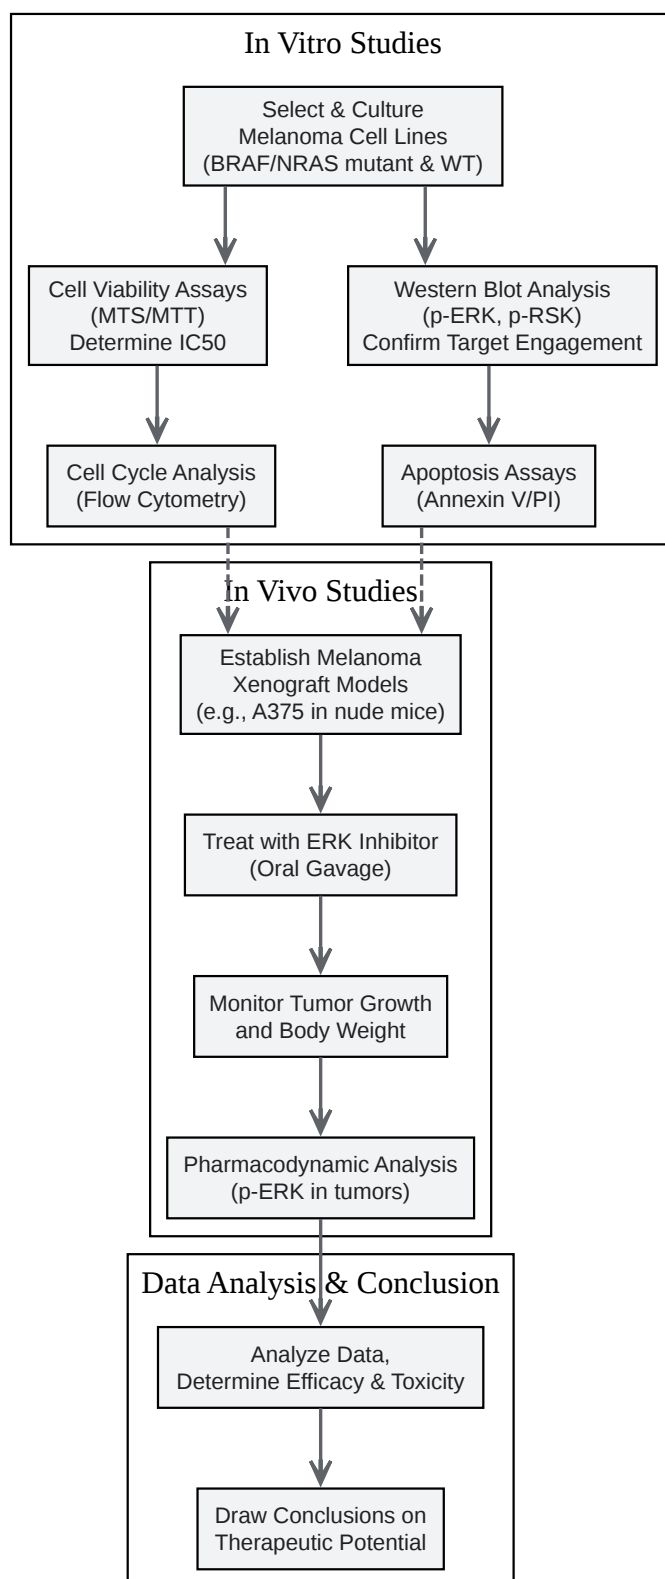 In Vitro Studies
Select & Culture
Melanoma Cell Lines
(BRAF/NRAS mutant & WT)
Cell Viability Assays
(MTS/MTT)
Determine IC50
Western Blot Analysis
(p-ERK, p-RSK)
Confirm Target Engagement
Cell Cycle Analysis
(Flow Cytometry)
Apoptosis Assays
(Annexin V/PI)
In Vivo Studies
Establish Melanoma
Xenograft Models
(e.g., A375 in nude mice)
Treat with ERK Inhibitor
(Oral Gavage)
Monitor Tumor Growth
and Body Weight
Pharmacodynamic Analysis
(p-ERK in tumors)
Data Analysis & Conclusion
Analyze Data,
Determine Efficacy & Toxicity
Draw Conclusions on
Therapeutic Potential